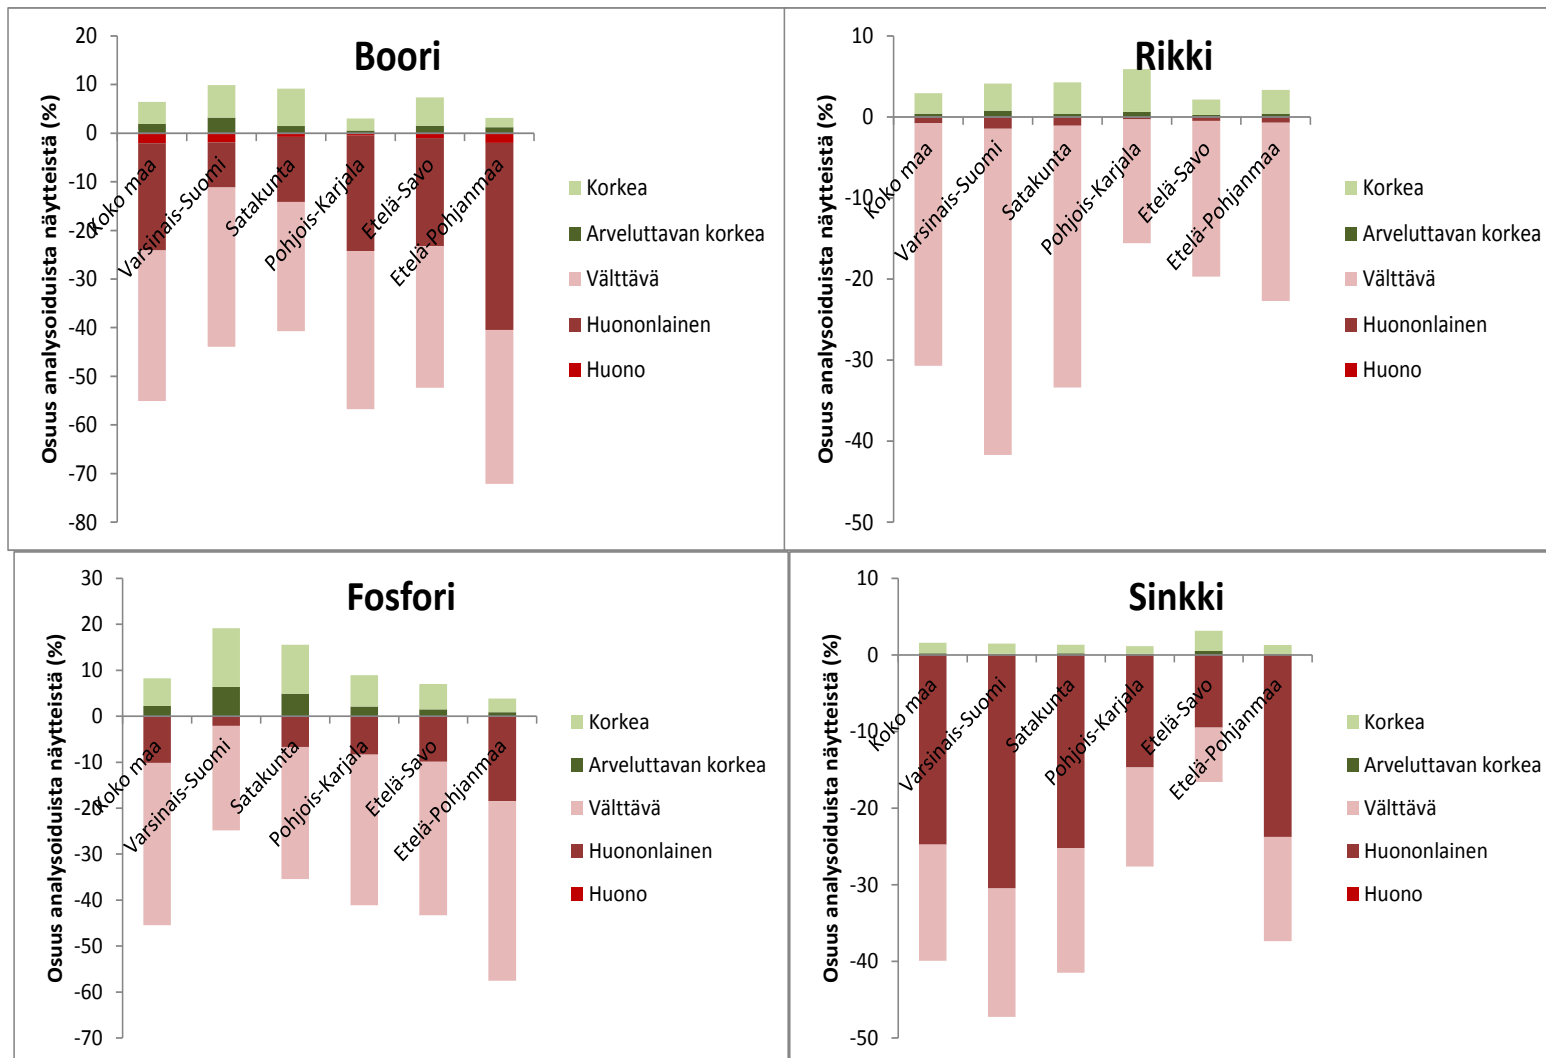 Boori
Osuus analysoiduista näytteistä (%)
20
10
0
-10
-20
-30
-40
-50
-60
-70
-80
Koko maa
Varsinais-Suomi
Satakunta
Pohjois-Karjala
Etelä-Savo
Etelä-Pohjanmaa
Korkea
Arveluttavan korkea
Välttävä
Huononlainen
Huono
Rikki
Osuus analysoiduista näytteistä (%)
10
0
-10
-20
-30
-40
-50
Koko maa
Varsinais-Suomi
Satakunta
Pohjois-Karjala
Etelä-Savo
Etelä-Pohjanmaa
Korkea
Arveluttavan korkea
Välttävä
Huononlainen
Huono
Fosfori
Osuus analysoiduista näytteistä (%)
30
20
10
0
-10
-20
-30
-40
-50
-60
-70
Koko maa
Varsinais-Suomi
Satakunta
Pohjois-Karjala
Etelä-Savo
Etelä-Pohjanmaa
Korkea
Arveluttavan korkea
Välttävä
Huononlainen
Huono
Sinkki
Osuus analysoiduista näytteistä (%)
10
0
-10
-20
-30
-40
-50
Koko maa
Varsinais-Suomi
Satakunta
Pohjois-Karjala
Etelä-Savo
Etelä-Pohjanmaa
Korkea
Arveluttavan korkea
Välttävä
Huononlainen
Huono